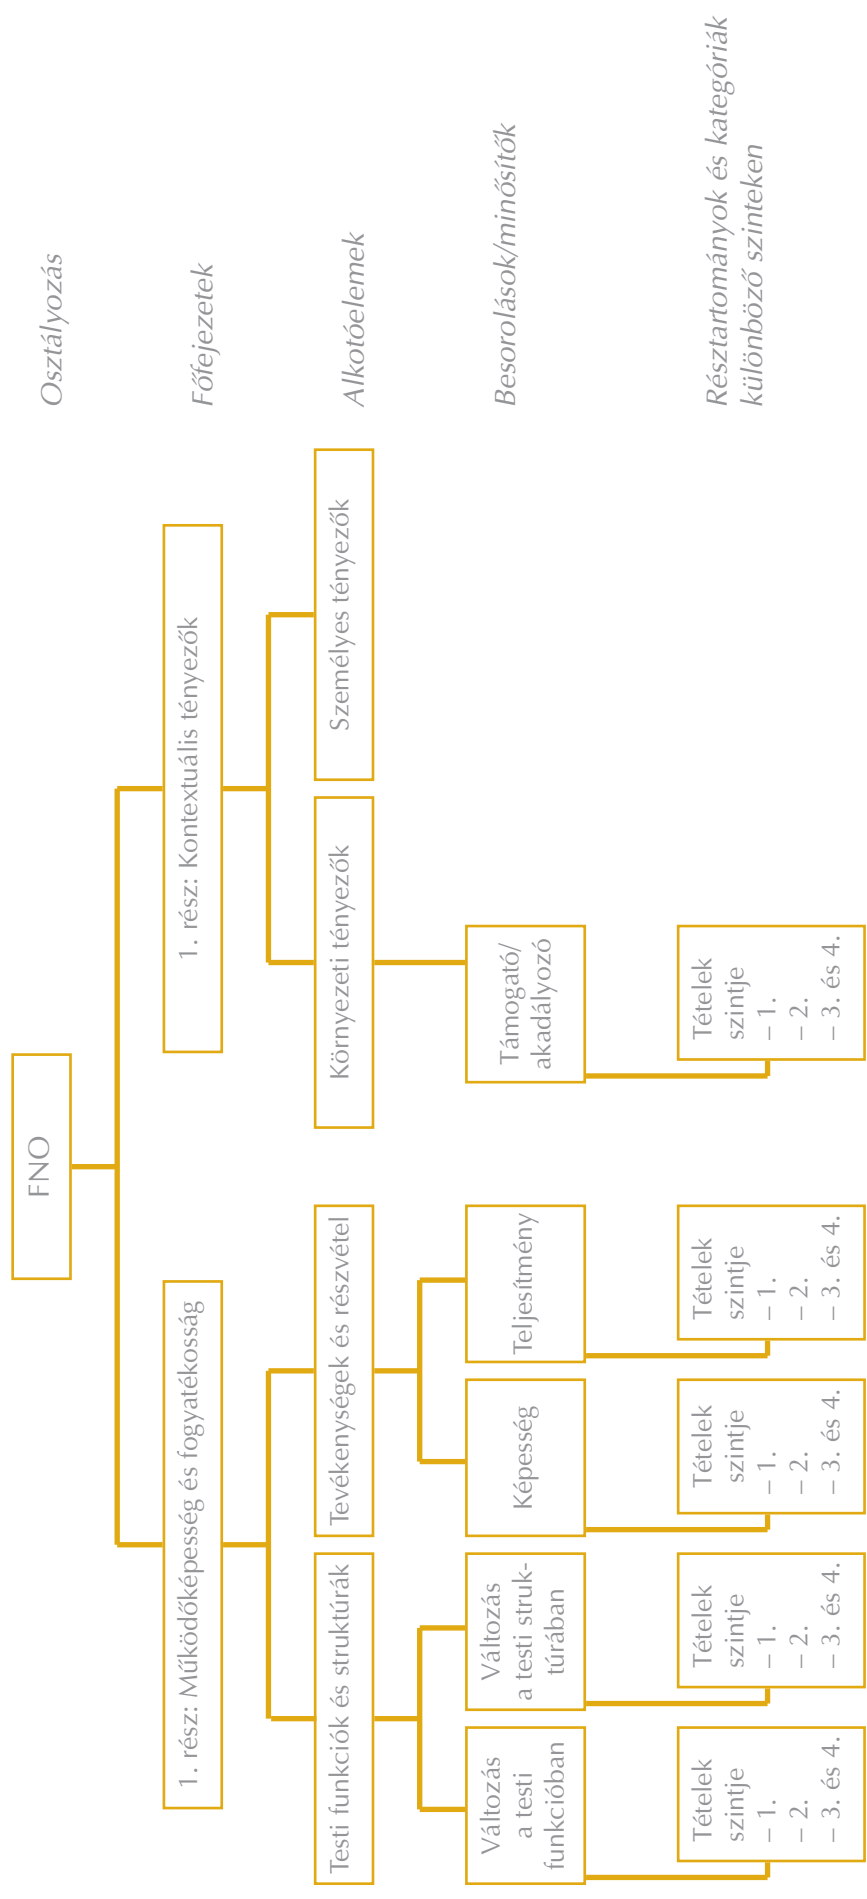 FNO
Osztályozás
1. rész: Működőképesség és fogyatékosság
1. rész: Kontextuális tényezők
Főfejezetek
Testi funkciók és struktúrák
Tevékenységek és részvétel
Környezeti tényezők
Személyes tényezők
Alkotóelemek
Változás
a testi
funkcióban
Változás
a testi struk-
túrában
Képesség
Teljesítmény
Támogató/
akadályozó
Besorolások/minősítők
Tételek
szintje
– 1.
– 2.
– 3. és 4.
Tételek
szintje
– 1.
– 2.
– 3. és 4.
Tételek
szintje
– 1.
– 2.
– 3. és 4.
Tételek
szintje
– 1.
– 2.
– 3. és 4.
Tételek
szintje
– 1.
– 2.
– 3. és 4.
Résztartományok és kategóriák
különböző szinteken